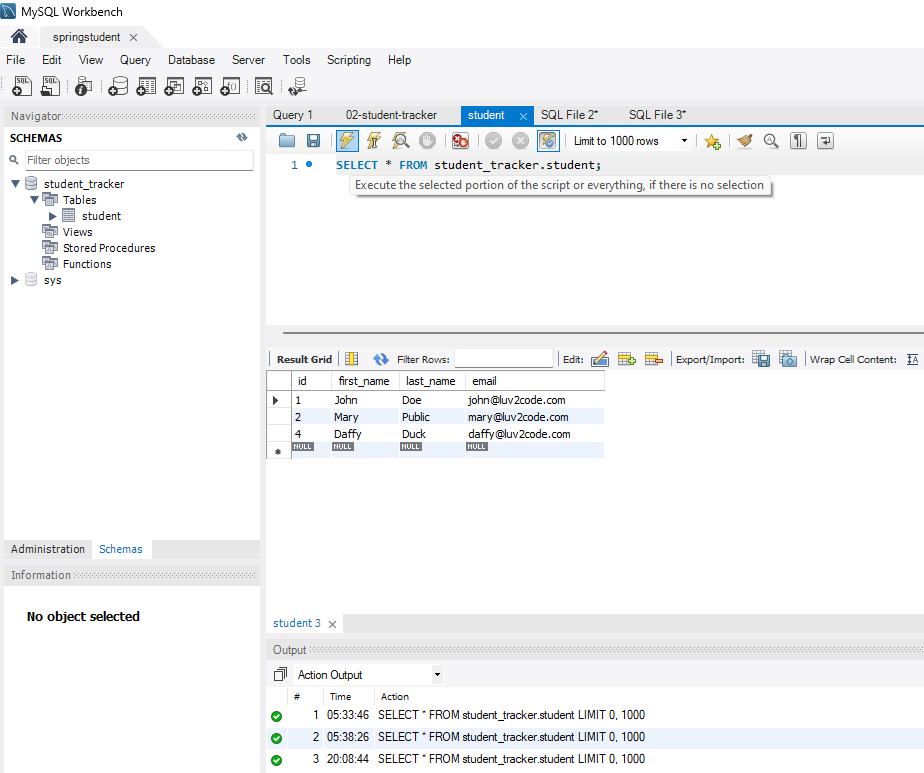 MySQL Workbench
springstudent
File Edit View Query Database Server Tools Scripting Help
Navigator
SCHEMAS
Filter objects
student_tracker
Tables
student
Views
Stored Procedures
Functions
sys
Administration Schemas
Information
No object selected
Query 1 02-student-tracker student SQL File 2* SQL File 3*
Limit to 1000 rows
1 SELECT * FROM student_tracker.student;
Execute the selected portion of the script or everything, if there is no selection
Result Grid Filter Rows: Edit: Export/Import: Wrap Cell Content:
id first_name last_name email
1 John Doe john@luv2code.com
2 Mary Public mary@luv2code.com
4 Daffy Duck daffy@luv2code.com
NULL NULL NULL NULL
student 3
Output
Action Output
# Time Action
1 05:33:46 SELECT * FROM student_tracker.student LIMIT 0, 1000
2 05:38:26 SELECT * FROM student_tracker.student LIMIT 0, 1000
3 20:08:44 SELECT * FROM student_tracker.student LIMIT 0, 1000